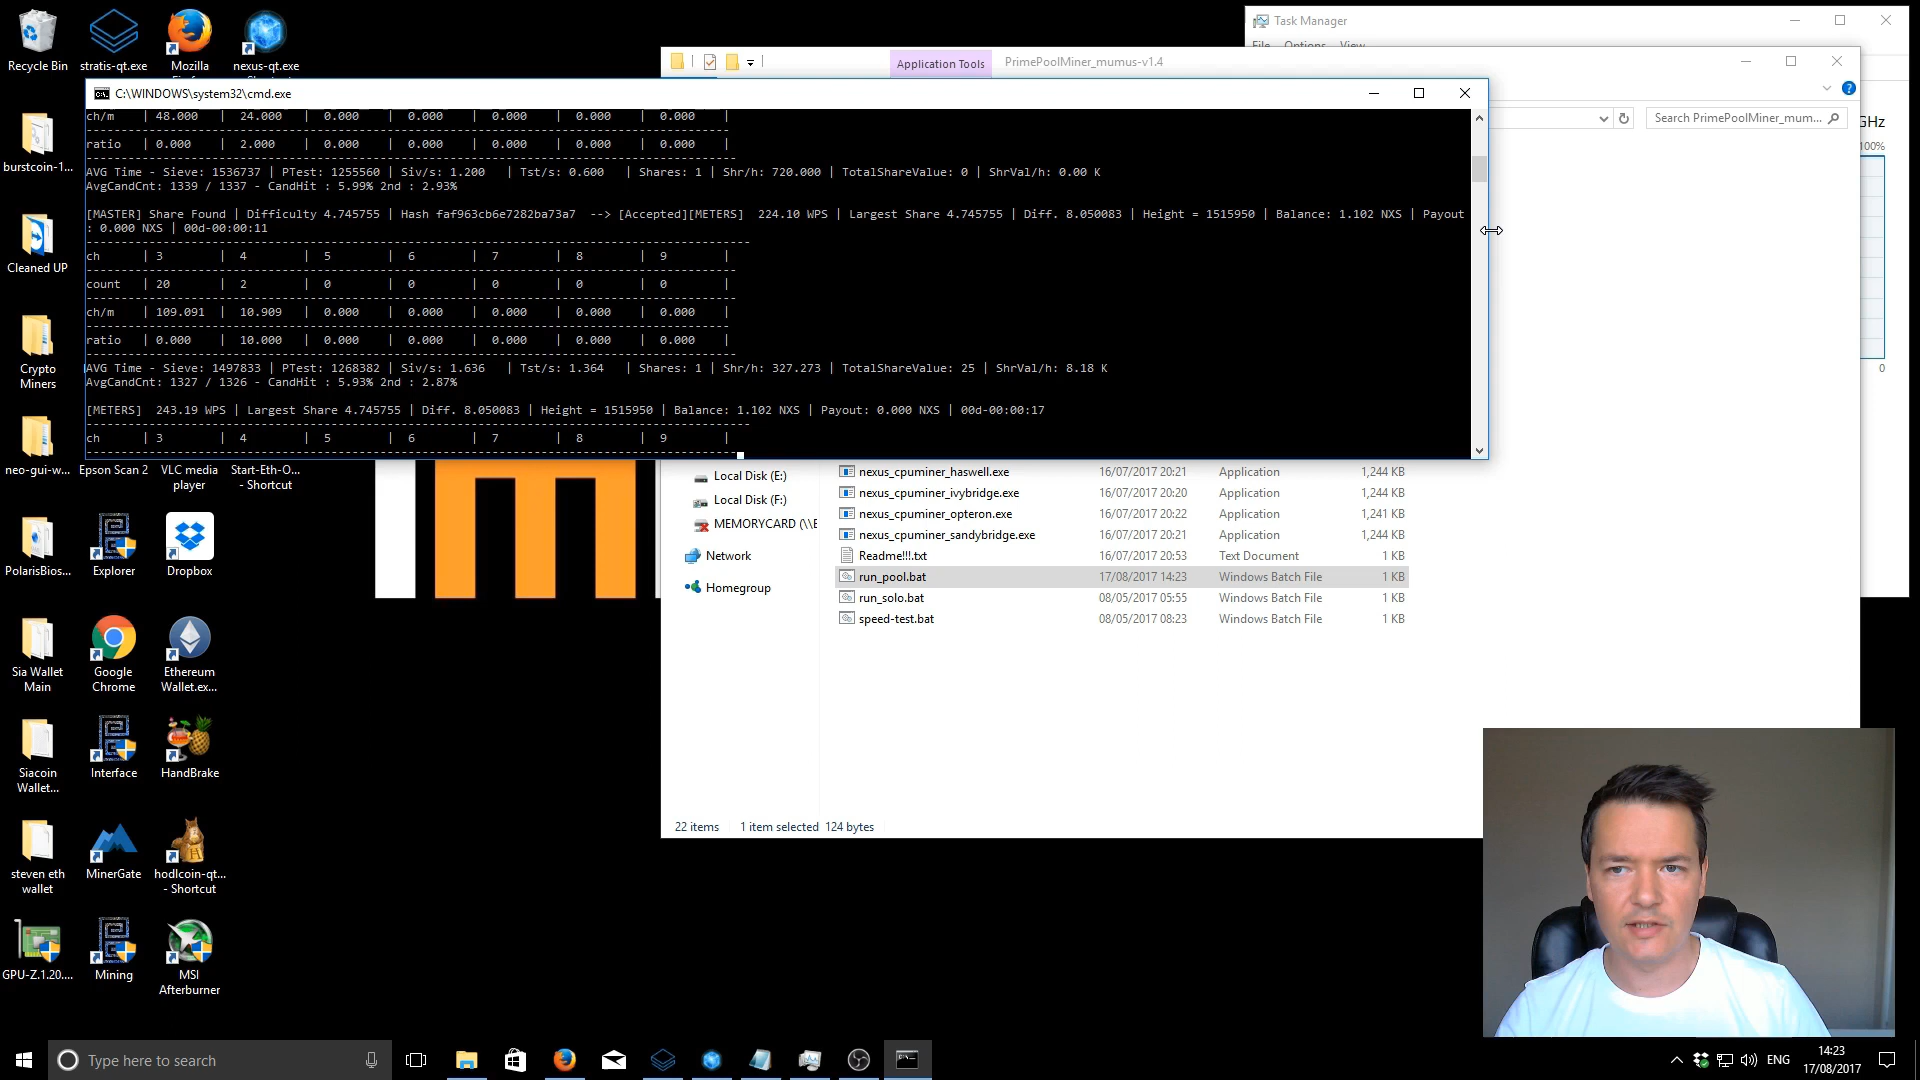 Recycle Bin
stratis-qt.exe
Mozilla
nexus-qt.exe
Task Manager
File Options View
Application Tools
PrimePoolMiner_mumus-v1.4
Search PrimePoolMiner_mum...
GHz
100%
0
C:\WINDOWS\system32\cmd.exe
ch/m | 48.000 | 24.000 | 0.000 | 0.000 | 0.000 | 0.000 | 0.000 |
ratio | 0.000 | 2.000 | 0.000 | 0.000 | 0.000 | 0.000 | 0.000 |
AVG Time - Sieve: 1536737 | PTest: 1255560 | Siv/s: 1.200 | Tst/s: 0.600 | Shares: 1 | Shr/h: 720.000 | TotalShareValue: 0 | ShrVal/h: 0.00 K
AvgCandCnt: 1339 / 1337 - CandHit : 5.99% 2nd : 2.93%
[MASTER] Share Found | Difficulty 4.745755 | Hash faf963cb6e7282ba73a7 --> [Accepted][METERS] 224.10 WPS | Largest Share 4.745755 | Diff. 8.050083 | Height = 1515950 | Balance: 1.102 NXS | Payout
: 0.000 NXS | 00d-00:00:11
ch | 3 | 4 | 5 | 6 | 7 | 8 | 9 |
count | 20 | 2 | 0 | 0 | 0 | 0 | 0 |
ch/m | 109.091 | 10.909 | 0.000 | 0.000 | 0.000 | 0.000 | 0.000 |
ratio | 0.000 | 10.000 | 0.000 | 0.000 | 0.000 | 0.000 | 0.000 |
AVG Time - Sieve: 1497833 | PTest: 1268382 | Siv/s: 1.636 | Tst/s: 1.364 | Shares: 1 | Shr/h: 327.273 | TotalShareValue: 25 | ShrVal/h: 8.18 K
AvgCandCnt: 1327 / 1326 - CandHit : 5.93% 2nd : 2.87%
[METERS] 243.19 WPS | Largest Share 4.745755 | Diff. 8.050083 | Height = 1515950 | Balance: 1.102 NXS | Payout: 0.000 NXS | 00d-00:00:17
ch | 3 | 4 | 5 | 6 | 7 | 8 | 9 |
burstcoin-1...
Cleaned UP
Crypto
Miners
neo-gui-w...
Epson Scan 2
VLC media
player
Start-Eth-O...
- Shortcut
PolarisBios...
Explorer
Dropbox
Sia Wallet
Main
Google
Chrome
Ethereum
Wallet.ex...
Siacoin
Wallet...
Interface
HandBrake
steven eth
wallet
MinerGate
hodlcoin-qt...
- Shortcut
GPU-Z.1.20....
Mining
MSI
Afterburner
Local Disk (E:)
Local Disk (F:)
MEMORYCARD (\\E
Network
Homegroup
nexus_cpuminer_haswell.exe 16/07/2017 20:21 Application 1,244 KB
nexus_cpuminer_ivybridge.exe 16/07/2017 20:20 Application 1,244 KB
nexus_cpuminer_opteron.exe 16/07/2017 20:22 Application 1,241 KB
nexus_cpuminer_sandybridge.exe 16/07/2017 20:21 Application 1,244 KB
Readme!!!.txt 16/07/2017 20:53 Text Document 1 KB
run_pool.bat 17/08/2017 14:23 Windows Batch File 1 KB
run_solo.bat 08/05/2017 05:55 Windows Batch File 1 KB
speed-test.bat 08/05/2017 08:23 Windows Batch File 1 KB
22 items 1 item selected 124 bytes
Type here to search
ENG
14:23
17/08/2017